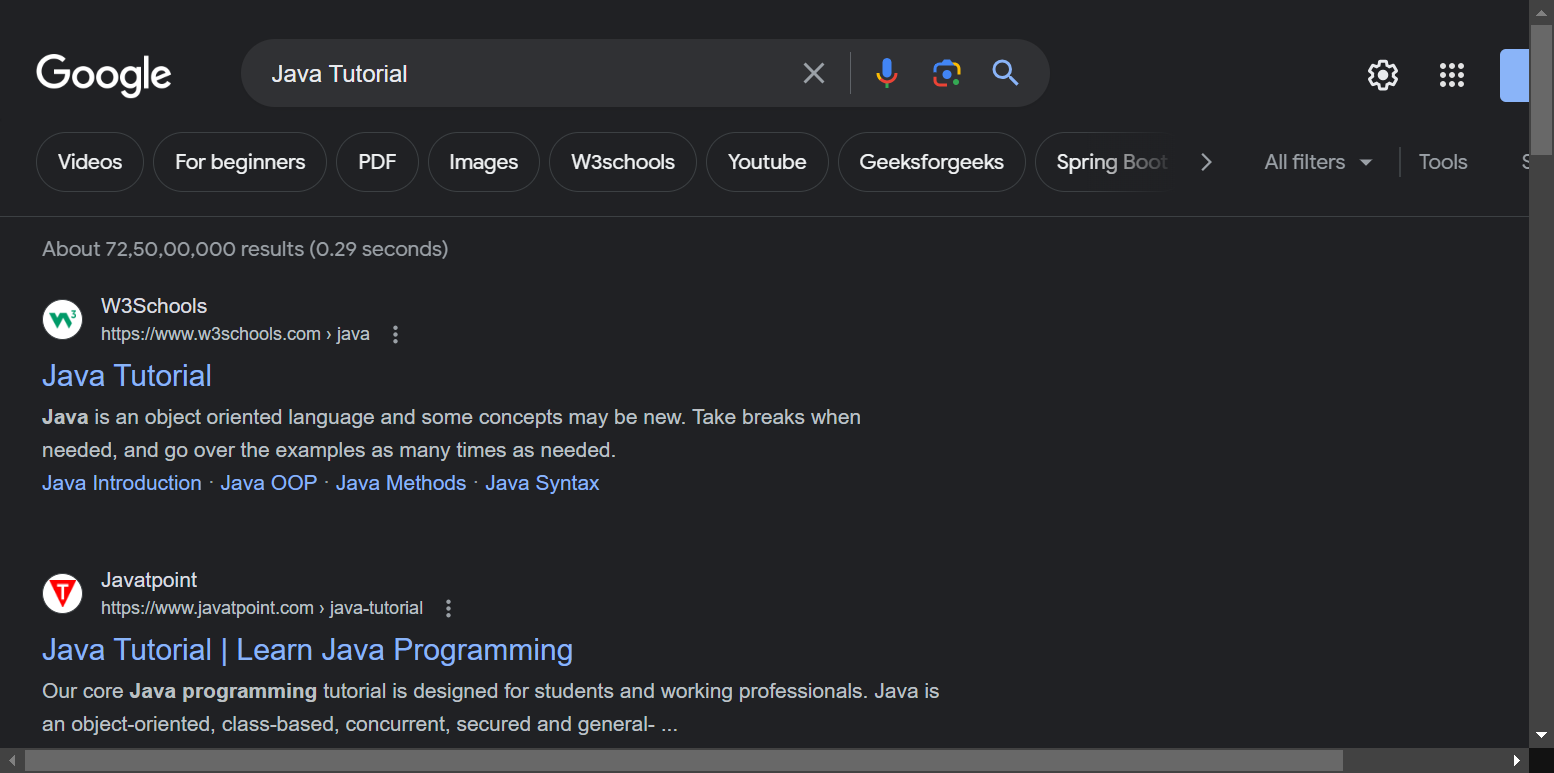 Google
Java Tutorial
Videos For beginners PDF Images W3schools Youtube Geeksforgeeks Spring Boot All filters Tools
About 72,50,00,000 results (0.29 seconds)
W3Schools
https://www.w3schools.com › java
Java Tutorial
Java is an object oriented language and some concepts may be new. Take breaks when
needed, and go over the examples as many times as needed.
Java Introduction · Java OOP · Java Methods · Java Syntax
Javatpoint
https://www.javatpoint.com › java-tutorial
Java Tutorial | Learn Java Programming
Our core Java programming tutorial is designed for students and working professionals. Java is
an object-oriented, class-based, concurrent, secured and general- ...